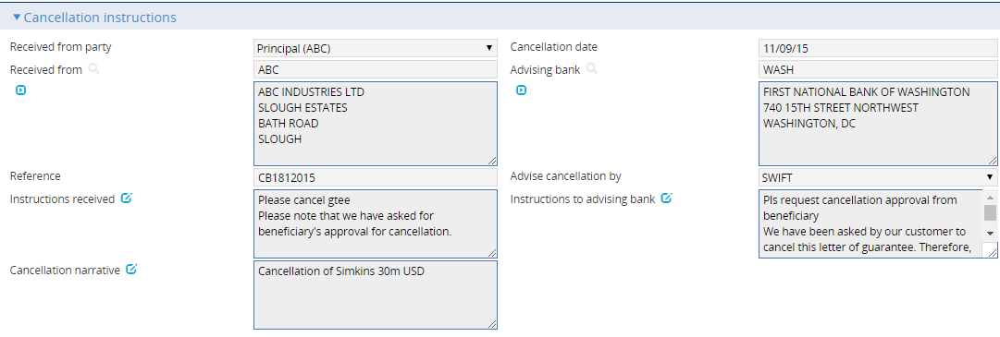 Cancellation instructions
Received from party
Principal (ABC)
Cancellation date
11/09/15
Received from
ABC
Advising bank
WASH
ABC INDUSTRIES LTD
SLOUGH ESTATES
BATH ROAD
SLOUGH
FIRST NATIONAL BANK OF WASHINGTON
740 15TH STREET NORTHWEST
WASHINGTON, DC
Reference
CB1812015
Advise cancellation by
SWIFT
Instructions received
Please cancel gtee
Please note that we have asked for
beneficiary's approval for cancellation.
Instructions to advising bank
Pls request cancellation approval from
beneficiary
We have been asked by our customer to
cancel this letter of guarantee. Therefore,
Cancellation narrative
Cancellation of Simkins 30m USD